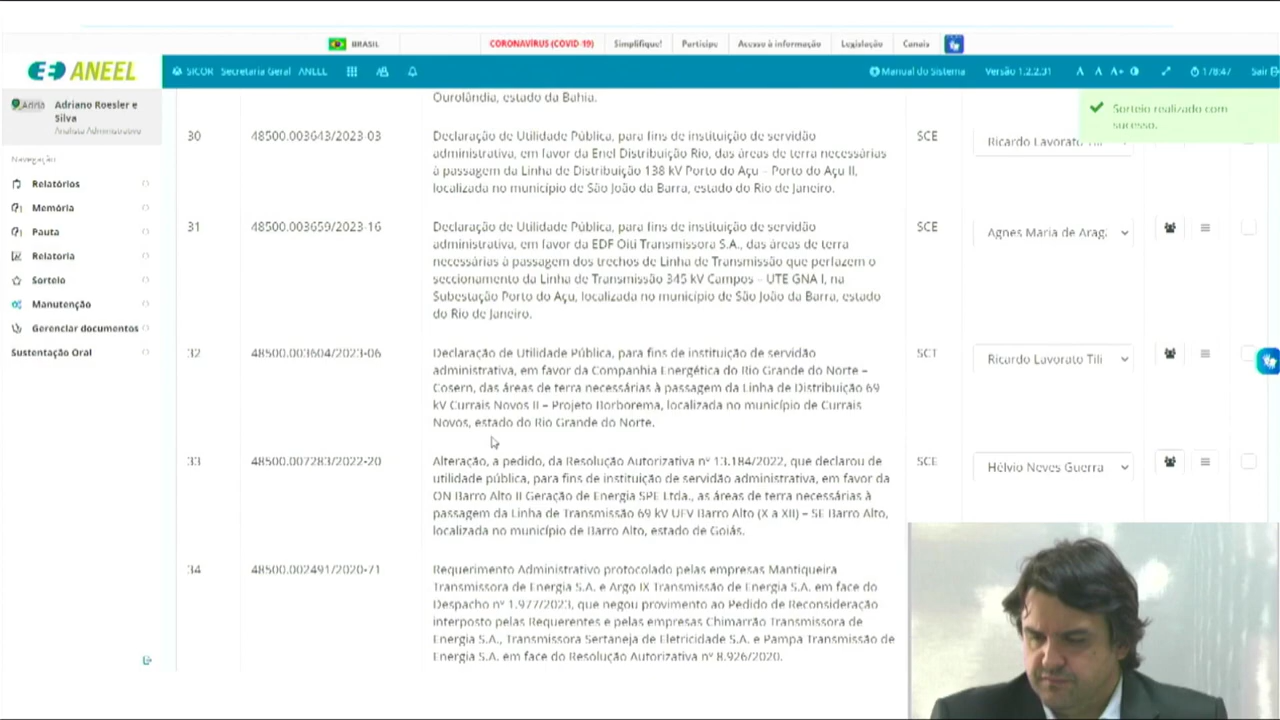 BRASIL
CORONAVÍRUS (COVID-19)
Simplifique!
Participe
Acesso à informação
Legislação
Canais
ANEEL
SICOR Secretaria Geral ANEEL
Manual do Sistema
Versão 1.2.2.31
A A A+
178:47
Sair
Adria
Adriano Roesler e
Silva
Analista Administrativa
Navegação
Relatórios
Memória
Pauta
Relatoria
Sorteio
Manutenção
Gerenciar documentos
Sustentação Oral
Sorteio realizado com
sucesso.
Ourolândia, estado da Bahia.
30 48500.003643/2023-03 Declaração de Utilidade Pública, para fins de instituição de servidão SCE Ricardo Lavorato Tili
administrativa, em favor da Enel Distribuição Rio, das áreas de terra necessárias
à passagem da Linha de Distribuição 138 kV Porto do Açu – Porto do Açu II,
localizada no município de São João da Barra, estado do Rio de Janeiro.
31 48500.003659/2023-16 Declaração de Utilidade Pública, para fins de instituição de servidão SCE Agnes Maria de Arag
administrativa, em favor da EDF Oiti Transmissora S.A., das áreas de terra
necessárias à passagem dos trechos de Linha de Transmissão que perfazem o
seccionamento da Linha de Transmissão 345 kV Campos – UTE GNA I, na
Subestação Porto do Açu, localizada no município de São João da Barra, estado
do Rio de Janeiro.
32 48500.003604/2023-06 Declaração de Utilidade Pública, para fins de instituição de servidão SCT Ricardo Lavorato Tili
administrativa, em favor da Companhia Energética do Rio Grande do Norte –
Cosern, das áreas de terra necessárias à passagem da Linha de Distribuição 69
kV Currais Novos II – Projeto Borborema, localizada no município de Currais
Novos, estado do Rio Grande do Norte.
33 48500.007283/2022-20 Alteração, a pedido, da Resolução Autorizativa nº 13.184/2022, que declarou de SCE Hélvio Neves Guerra
utilidade pública, para fins de instituição de servidão administrativa, em favor da
ON Barro Alto II Geração de Energia SPE Ltda., as áreas de terra necessárias à
passagem da Linha de Transmissão 69 kV UFV Barro Alto (X a XII) – SE Barro Alto,
localizada no município de Barro Alto, estado de Goiás.
34 48500.002491/2020-71 Requerimento Administrativo protocolado pelas empresas Mantiqueira
Transmissora de Energia S.A. e Argo IX Transmissão de Energia S.A. em face do
Despacho nº 1.977/2023, que negou provimento ao Pedido de Reconsideração
interposto pelas Requerentes e pelas empresas Chimarrão Transmissora de
Energia S.A., Transmissora Sertaneja de Eletricidade S.A. e Pampa Transmissão de
Energia S.A. em face do Resolução Autorizativa nº 8.926/2020.